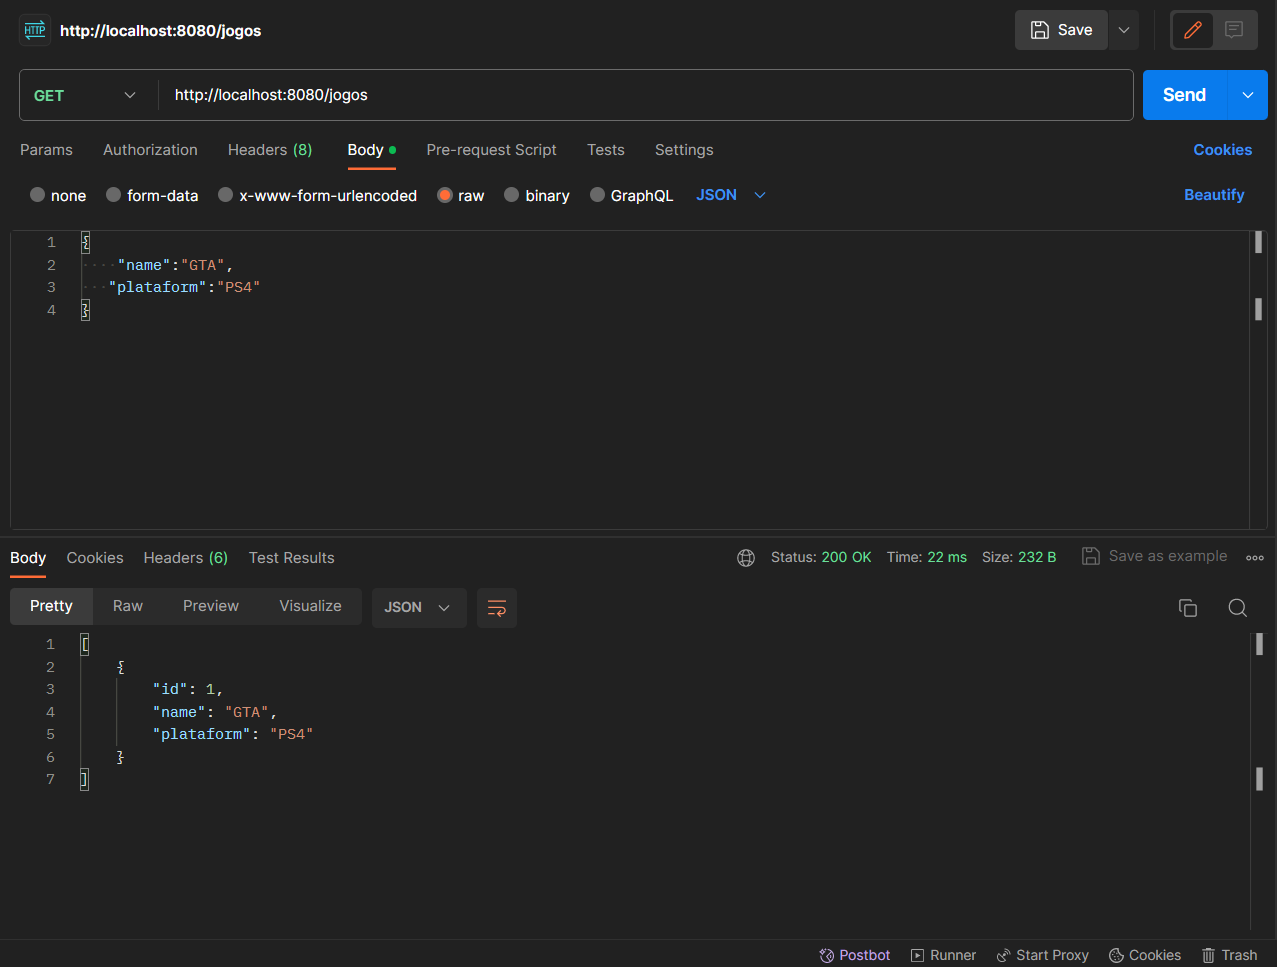 HTTP http://localhost:8080/jogos Save
GET http://localhost:8080/jogos Send
Params Authorization Headers (8) Body Pre-request Script Tests Settings Cookies
none form-data x-www-form-urlencoded raw binary GraphQL JSON Beautify
1 {
2 "name":"GTA",
3 "plataform":"PS4"
4 }
Body Cookies Headers (6) Test Results Status: 200 OK Time: 22 ms Size: 232 B Save as example
Pretty Raw Preview Visualize JSON
1 [
2 {
3 "id": 1,
4 "name": "GTA",
5 "plataform": "PS4"
6 }
7 ]
Postbot Runner Start Proxy Cookies Trash